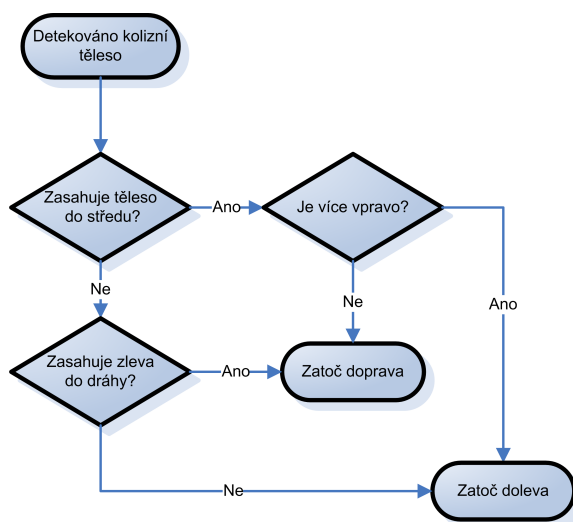 Detekováno kolizní
těleso
Zasahuje těleso
do středu?
Ano
Je více vpravo?
Ne
Ne
Ano
Zasahuje zleva
do dráhy?
Ano
Zatoč doprava
Ne
Zatoč doleva